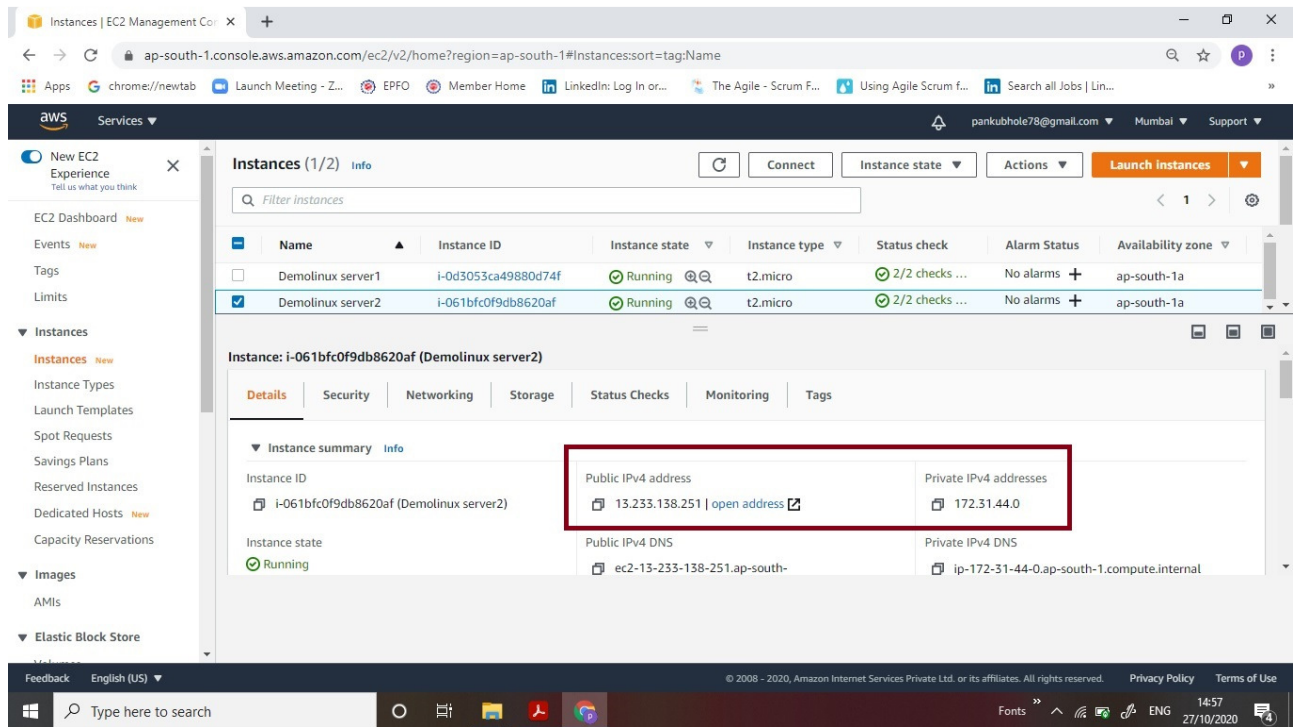 Instances | EC2 Management Con
ap-south-1.console.aws.amazon.com/ec2/v2/home?region=ap-south-1#Instances:sort=tag:Name
P
Apps chrome://newtab Launch Meeting - Z... EPFO Member Home LinkedIn: Log In or... The Agile - Scrum F... Using Agile Scrum f... Search all Jobs | Lin... »
aws Services pankubhole78@gmail.com Mumbai Support
New EC2
Experience
Tell us what you think
EC2 Dashboard New
Events New
Tags
Limits
Instances
Instances New
Instance Types
Launch Templates
Spot Requests
Savings Plans
Reserved Instances
Dedicated Hosts New
Capacity Reservations
Images
AMIs
Elastic Block Store
Instances (1/2) Info Connect Instance state Actions Launch instances
Filter instances 1
Name Instance ID Instance state Instance type Status check Alarm Status Availability zone
Demolinux server1 i-0d3053ca49880d74f Running t2.micro 2/2 checks ... No alarms + ap-south-1a
Demolinux server2 i-061bfc0f9db8620af Running t2.micro 2/2 checks ... No alarms + ap-south-1a
Instance: i-061bfc0f9db8620af (Demolinux server2)
Details Security Networking Storage Status Checks Monitoring Tags
Instance summary Info
Instance ID Public IPv4 address Private IPv4 addresses
i-061bfc0f9db8620af (Demolinux server2) 13.233.138.251 | open address 172.31.44.0
Instance state Public IPv4 DNS Private IPv4 DNS
Running ec2-13-233-138-251.ap-south- ip-172-31-44-0.ap-south-1.compute.internal
Feedback English (US) © 2008 - 2020, Amazon Internet Services Private Ltd. or its affiliates. All rights reserved. Privacy Policy Terms of Use
Type here to search Fonts » ENG 14:57
27/10/2020 4